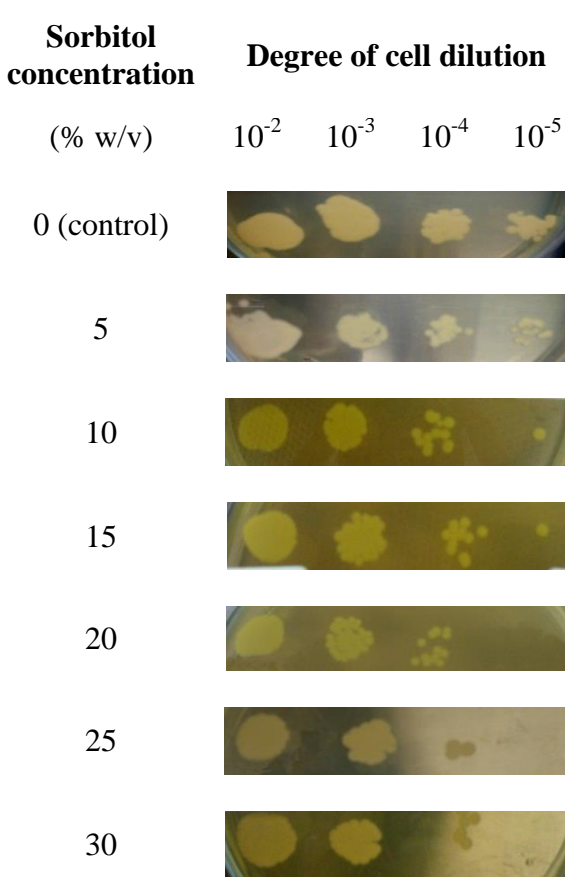 Sorbitol
concentration
Degree of cell dilution
(% w/v)
10⁻² 10⁻³ 10⁻⁴ 10⁻⁵
0 (control)
5
10
15
20
25
30